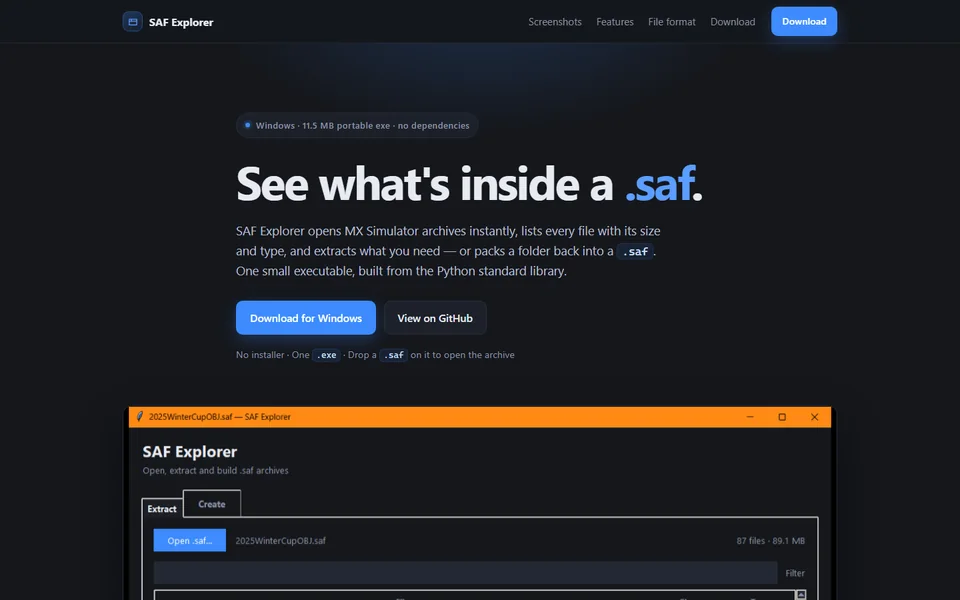 SAF Explorer
Screenshots
Features
File format
Download
Download
Windows · 11.5 MB portable exe · no dependencies
See what's inside a .saf.
SAF Explorer opens MX Simulator archives instantly, lists every file with its size
and type, and extracts what you need — or packs a folder back into a .saf.
One small executable, built from the Python standard library.
Download for Windows
View on GitHub
No installer · One .exe · Drop a .saf on it to open the archive
2025WinterCupOBJ.saf — SAF Explorer
SAF Explorer
Open, extract and build .saf archives
Extract
Create
Open .saf...
2025WinterCupOBJ.saf
87 files · 89.1 MB
Filter